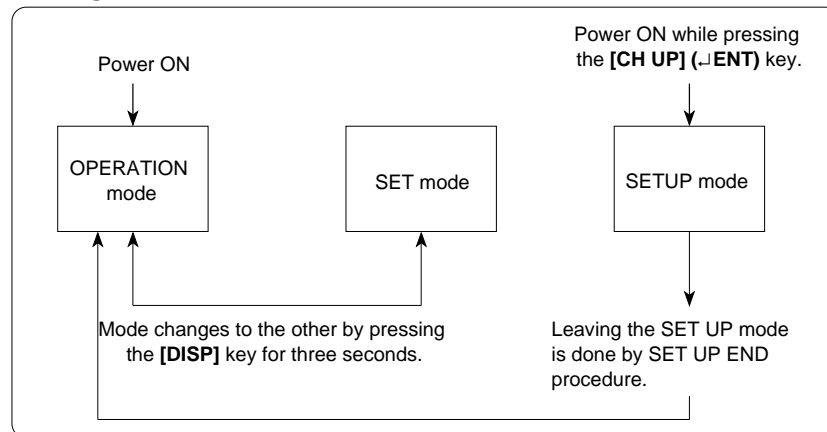 Power ON
Power ON while pressing
the [CH UP] (↵ENT) key.
OPERATION
mode
SET mode
SETUP mode
Mode changes to the other by pressing
the [DISP] key for three seconds.
Leaving the SET UP mode
is done by SET UP END
procedure.